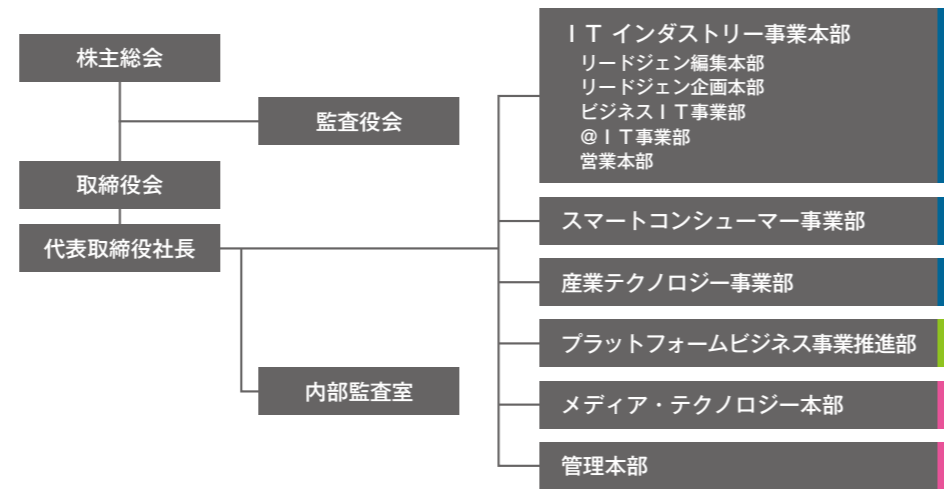 株主総会
監査役会
取締役会
代表取締役社長
内部監査室
ＩＴ インダストリー事業本部
リードジェン編集本部
リードジェン企画本部
ビジネスＩＴ事業部
＠ＩＴ事業部
営業本部
スマートコンシューマー事業部
産業テクノロジー事業部
プラットフォームビジネス事業推進部
メディア・テクノロジー本部
管理本部